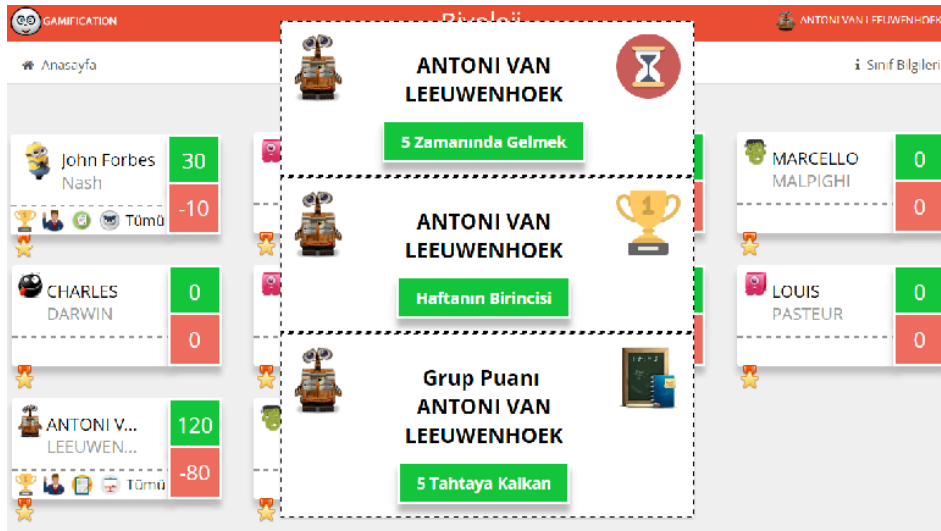 GAMIFICATION
Biyoloji
ANTONI VAN LEEUWENHOEK
Anasayfa
Sınıf Bilgileri
ANTONI VAN
LEEUWENHOEK
5 Zamanında Gelmek
ANTONI VAN
LEEUWENHOEK
Haftanın Birincisi
Grup Puanı
ANTONI VAN
LEEUWENHOEK
5 Tahtaya Kalkan
John Forbes
Nash
30
-10
Tümü
MARCELLO
MALPIGHI
0
0
CHARLES
DARWIN
0
0
LOUIS
PASTEUR
0
0
ANTONI V...
LEEUWEN...
120
-80
Tümü